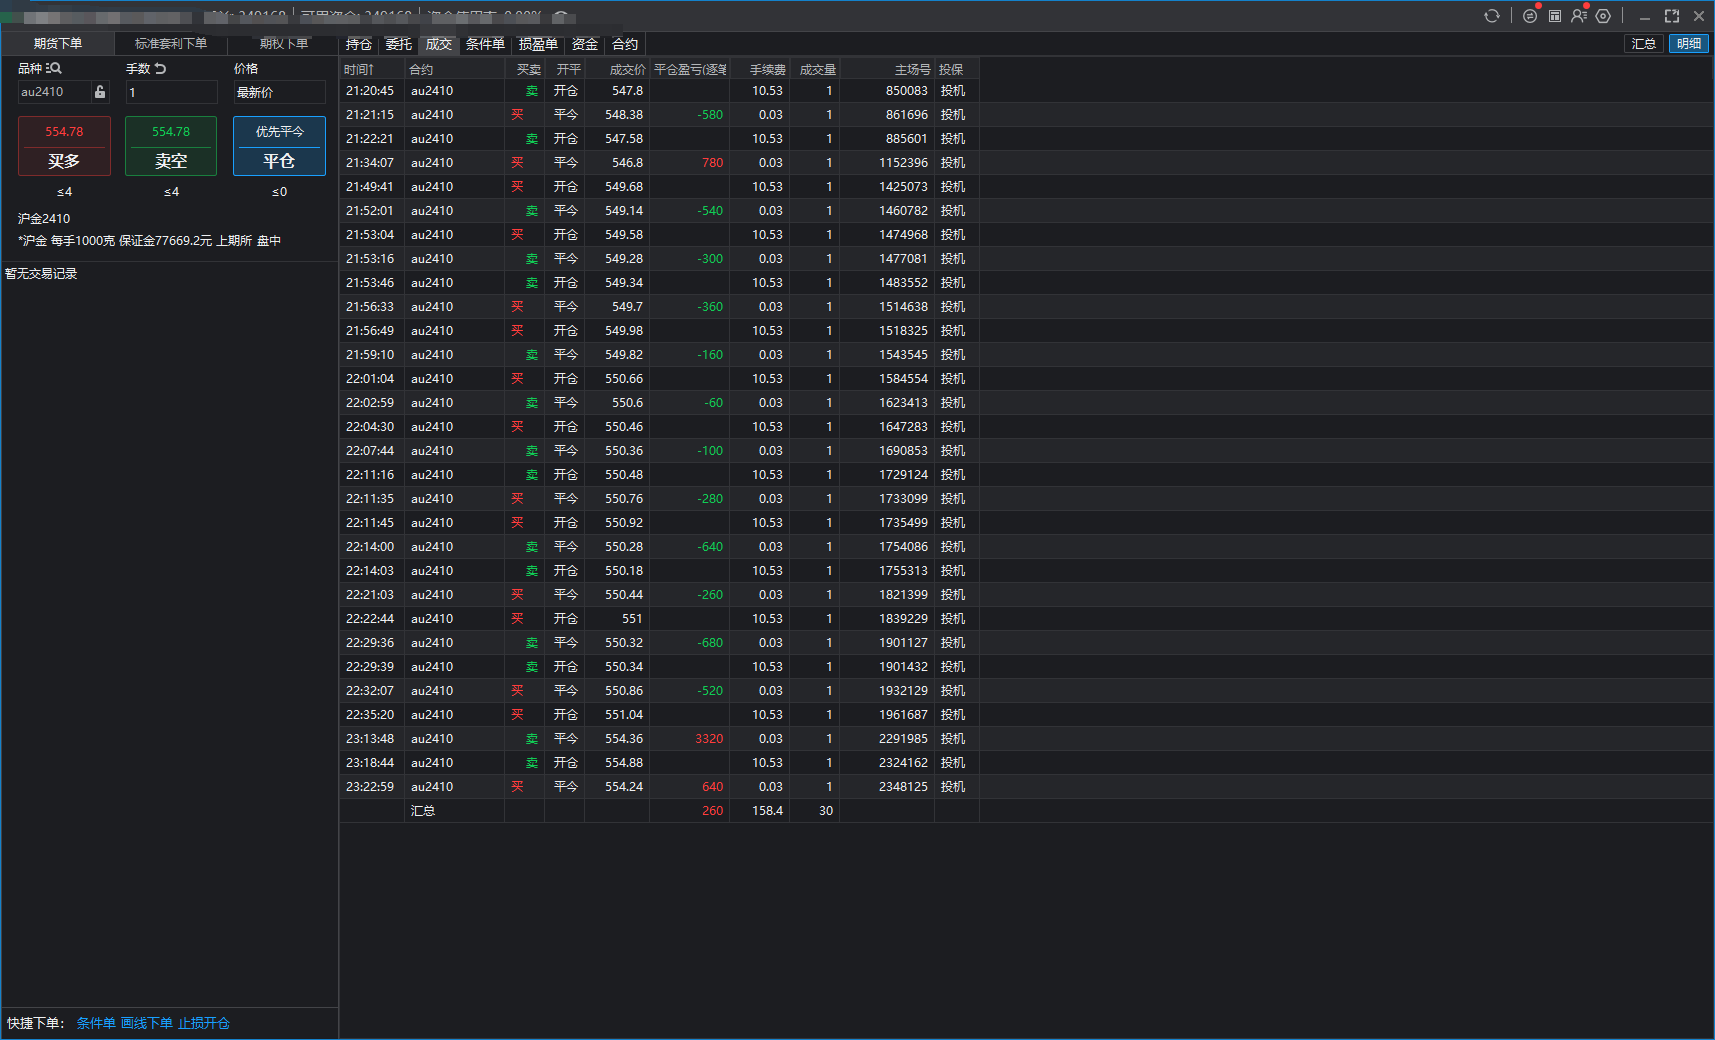 期货下单 标准套利下单 期权下单 持仓 委托 成交 条件单 损盈单 资金 合约 汇总 明细
品种 手数 价格
au2410 1 最新价
554.78 554.78 优先平今
买多 卖空 平仓
≤4 ≤4 ≤0
沪金2410
*沪金 每手1000克 保证金77669.2元 上期所 盘中
暂无交易记录
时间↑ 合约 买卖 开平 成交价 平仓盈亏(逐笔 手续费 成交量 主场号 投保
21:20:45 au2410 卖 开仓 547.8 10.53 1 850083 投机
21:21:15 au2410 买 平今 548.38 -580 0.03 1 861696 投机
21:22:21 au2410 卖 开仓 547.58 10.53 1 885601 投机
21:34:07 au2410 买 平今 546.8 780 0.03 1 1152396 投机
21:49:41 au2410 买 开仓 549.68 10.53 1 1425073 投机
21:52:01 au2410 卖 平今 549.14 -540 0.03 1 1460782 投机
21:53:04 au2410 买 开仓 549.58 10.53 1 1474968 投机
21:53:16 au2410 卖 平今 549.28 -300 0.03 1 1477081 投机
21:53:46 au2410 卖 开仓 549.34 10.53 1 1483552 投机
21:56:33 au2410 买 平今 549.7 -360 0.03 1 1514638 投机
21:56:49 au2410 买 开仓 549.98 10.53 1 1518325 投机
21:59:10 au2410 卖 平今 549.82 -160 0.03 1 1543545 投机
22:01:04 au2410 买 开仓 550.66 10.53 1 1584554 投机
22:02:59 au2410 卖 平今 550.6 -60 0.03 1 1623413 投机
22:04:30 au2410 买 开仓 550.46 10.53 1 1647283 投机
22:07:44 au2410 卖 平今 550.36 -100 0.03 1 1690853 投机
22:11:16 au2410 卖 开仓 550.48 10.53 1 1729124 投机
22:11:35 au2410 买 平今 550.76 -280 0.03 1 1733099 投机
22:11:45 au2410 买 开仓 550.92 10.53 1 1735499 投机
22:14:00 au2410 卖 平今 550.28 -640 0.03 1 1754086 投机
22:14:03 au2410 卖 开仓 550.18 10.53 1 1755313 投机
22:21:03 au2410 买 平今 550.44 -260 0.03 1 1821399 投机
22:22:44 au2410 买 开仓 551 10.53 1 1839229 投机
22:29:36 au2410 卖 平今 550.32 -680 0.03 1 1901127 投机
22:29:39 au2410 卖 开仓 550.34 10.53 1 1901432 投机
22:32:07 au2410 买 平今 550.86 -520 0.03 1 1932129 投机
22:35:20 au2410 买 开仓 551.04 10.53 1 1961687 投机
23:13:48 au2410 卖 平今 554.36 3320 0.03 1 2291985 投机
23:18:44 au2410 卖 开仓 554.88 10.53 1 2324162 投机
23:22:59 au2410 买 平今 554.24 640 0.03 1 2348125 投机
汇总 260 158.4 30
快捷下单： 条件单 画线下单 止损开仓